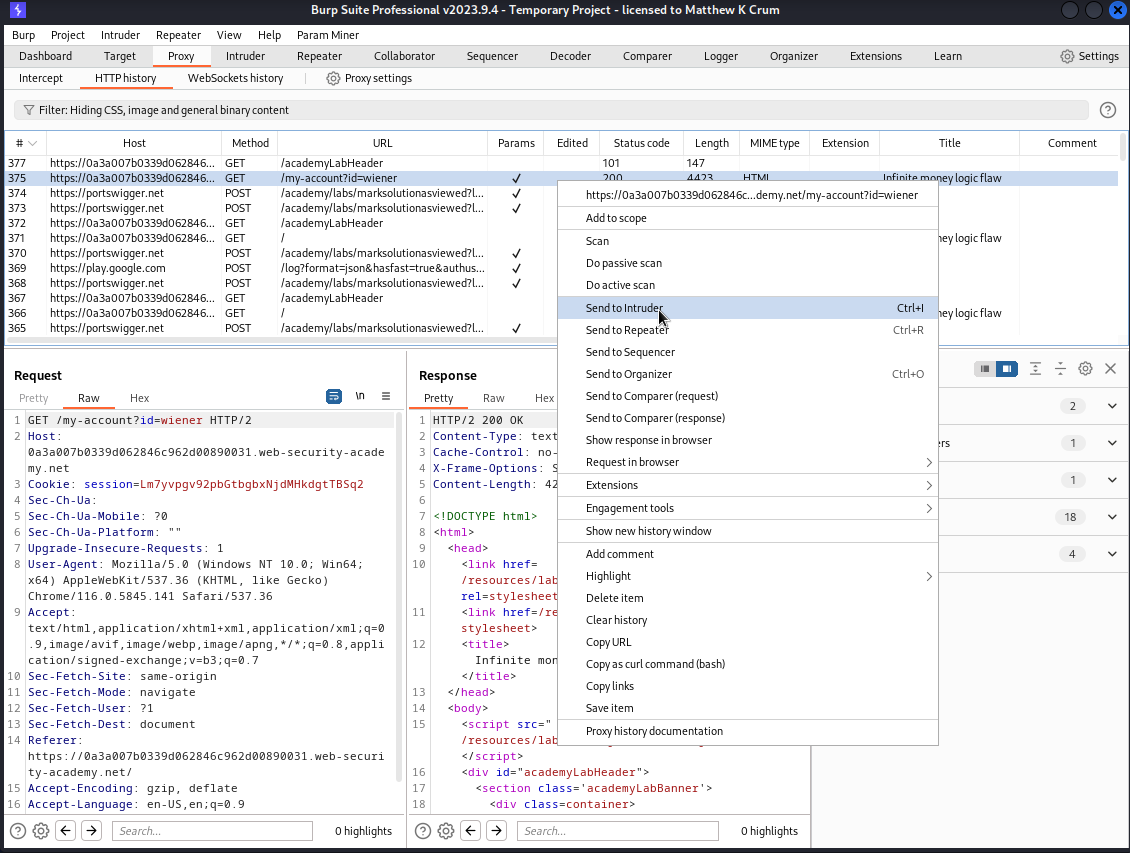 Burp Suite Professional v2023.9.4 - Temporary Project - licensed to Matthew K Crum
Burp Project Intruder Repeater View Help Param Miner
Dashboard Target Proxy Intruder Repeater Collaborator Sequencer Decoder Comparer Logger Organizer Extensions Learn Settings
Intercept HTTP history WebSockets history Proxy settings
Filter: Hiding CSS, image and general binary content
# Host Method URL Params Edited Status code Length MIME type Extension Title Comment
377 https://0a3a007b0339d062846... GET /academyLabHeader 101 147
375 https://0a3a007b0339d062846... GET /my-account?id=wiener ✓ 200 4423 HTML Infinite money logic flaw
374 https://portswigger.net POST /academy/labs/marksolutionasviewed?l... ✓
373 https://portswigger.net POST /academy/labs/marksolutionasviewed?l... ✓
372 https://0a3a007b0339d062846... GET /academyLabHeader
371 https://0a3a007b0339d062846... GET / ney logic flaw
370 https://portswigger.net POST /academy/labs/marksolutionasviewed?l... ✓
369 https://play.google.com POST /log?format=json&hasfast=true&authus... ✓
368 https://portswigger.net POST /academy/labs/marksolutionasviewed?l... ✓
367 https://0a3a007b0339d062846... GET /academyLabHeader
366 https://0a3a007b0339d062846... GET / ney logic flaw
365 https://portswigger.net POST /academy/labs/marksolutionasviewed?l... ✓
https://0a3a007b0339d062846c...demy.net/my-account?id=wiener
Add to scope
Scan
Do passive scan
Do active scan
Send to Intruder Ctrl+I
Send to Repeater Ctrl+R
Send to Sequencer
Send to Organizer Ctrl+O
Send to Comparer (request)
Send to Comparer (response)
Show response in browser
Request in browser
Extensions
Engagement tools
Show new history window
Add comment
Highlight
Delete item
Clear history
Copy URL
Copy as curl command (bash)
Copy links
Save item
Proxy history documentation
Request
Pretty Raw Hex \n
1 GET /my-account?id=wiener HTTP/2
2 Host:
0a3a007b0339d062846c962d00890031.web-security-acade
my.net
3 Cookie: session=Lm7yvpgv92pbGtbgbxNjdMHkdgtTBSq2
4 Sec-Ch-Ua:
5 Sec-Ch-Ua-Mobile: ?0
6 Sec-Ch-Ua-Platform: ""
7 Upgrade-Insecure-Requests: 1
8 User-Agent: Mozilla/5.0 (Windows NT 10.0; Win64;
x64) AppleWebKit/537.36 (KHTML, like Gecko)
Chrome/116.0.5845.141 Safari/537.36
9 Accept:
text/html,application/xhtml+xml,application/xml;q=0
.9,image/avif,image/webp,image/apng,*/*;q=0.8,appli
cation/signed-exchange;v=b3;q=0.7
10 Sec-Fetch-Site: same-origin
11 Sec-Fetch-Mode: navigate
12 Sec-Fetch-User: ?1
13 Sec-Fetch-Dest: document
14 Referer:
https://0a3a007b0339d062846c962d00890031.web-securi
ty-academy.net/
15 Accept-Encoding: gzip, deflate
16 Accept-Language: en-US,en;q=0.9
Search... 0 highlights
Response
Pretty Raw Hex
1 HTTP/2 200 OK
2 Content-Type: text
3 Cache-Control: no-
4 X-Frame-Options: S
5 Content-Length: 42
6
7 <!DOCTYPE html>
8 <html>
9 <head>
10 <link href=
/resources/lab
rel=stylesheet
11 <link href=/re
stylesheet>
12 <title>
Infinite mon
</title>
13 </head>
14 <body>
15 <script src="
/resources/lab
</script>
16 <div id="academyLabHeader">
17 <section class='academyLabBanner'>
18 <div class=container>
Search... 0 highlights
2
ers 1
1
18
4